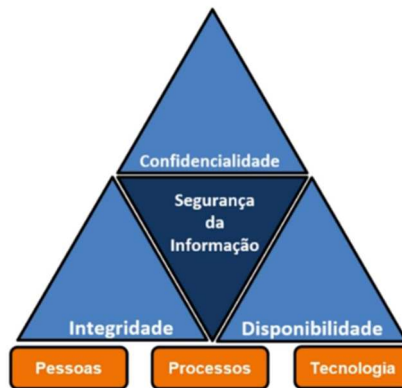 Confidencialidade
Segurança
da
Informação
Integridade
Disponibilidade
Pessoas
Processos
Tecnologia